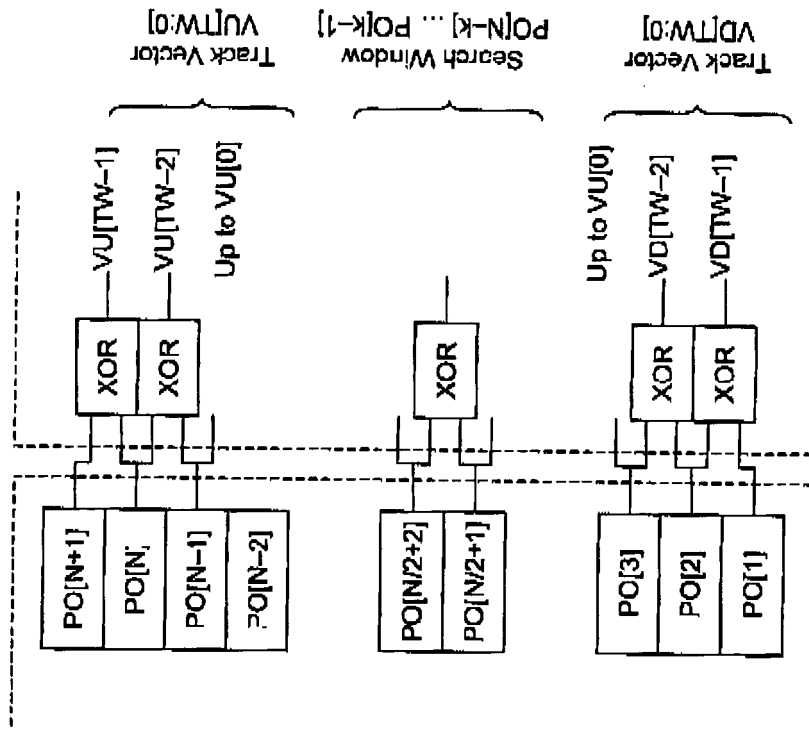 PO[N+1]
PO[N]
PO[N-1]
PO[N-2]
XOR
XOR
VU[TW-1]
VU[TW-2]
Up to VU[0]
Track Vector
VU[TW:0]
PO[N/2+2]
PO[N/2+1]
XOR
Search Window
PO[N-k] ... PO[k-1]
PO[3]
PO[2]
PO[1]
XOR
XOR
Up to VU[0]
VD[TW-2]
VD[TW-1]
Track Vector
VD[TW:0]